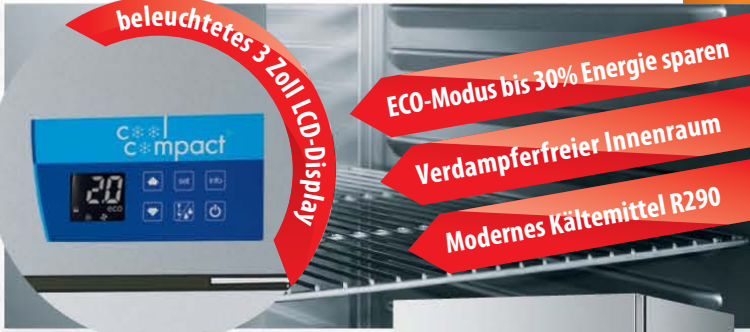 beleuchtetes 3 Zoll LCD-Display
ECO-Modus bis 30% Energie sparen
Verdampferfreier Innenraum
Modernes Kältemittel R290
cool
compact
2.0
eco
set
info